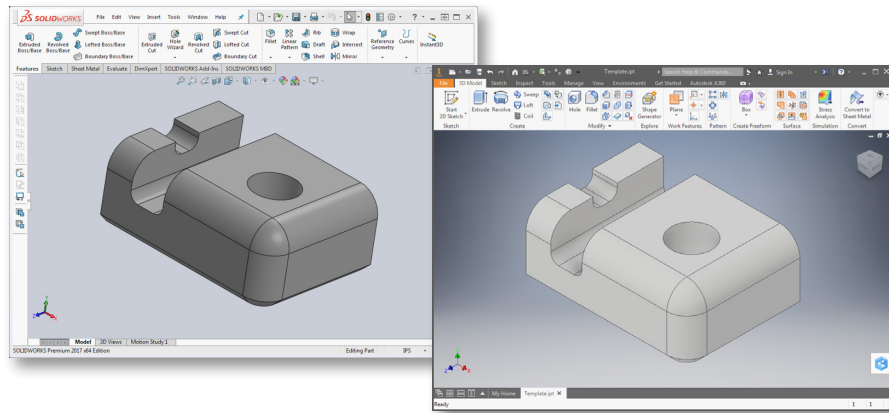 SOLIDWORKS File Edit View Insert Tools Window Help
Extruded Boss/Base Revolved Boss/Base Swept Boss/Base Lofted Boss/Base Boundary Boss/Base Extruded Cut Hole Wizard Revolved Cut Swept Cut Lofted Cut Boundary Cut Fillet Linear Pattern Rib Draft Shell Wrap Intersect Mirror Reference Geometry Curves Instant3D
Features Sketch Sheet Metal Evaluate DimXpert SOLIDWORKS Add-Ins SOLIDWORKS MBD
Model 3D Views Motion Study 1
SOLIDWORKS Premium 2017 x64 Edition Editing Part IPS
Template.ipt Search Help & Commands... Sign In
File 3D Model Sketch Inspect Tools Manage View Environments Get Started Autodesk A360
Start 2D Sketch Extrude Revolve Sweep Loft Coil Hole Fillet Shape Generator Plane Box Stress Analysis Convert to Sheet Metal
Sketch Create Modify Explore Work Features Pattern Create Freeform Surface Simulation Convert
My Home Template.ipt
Ready 1 1